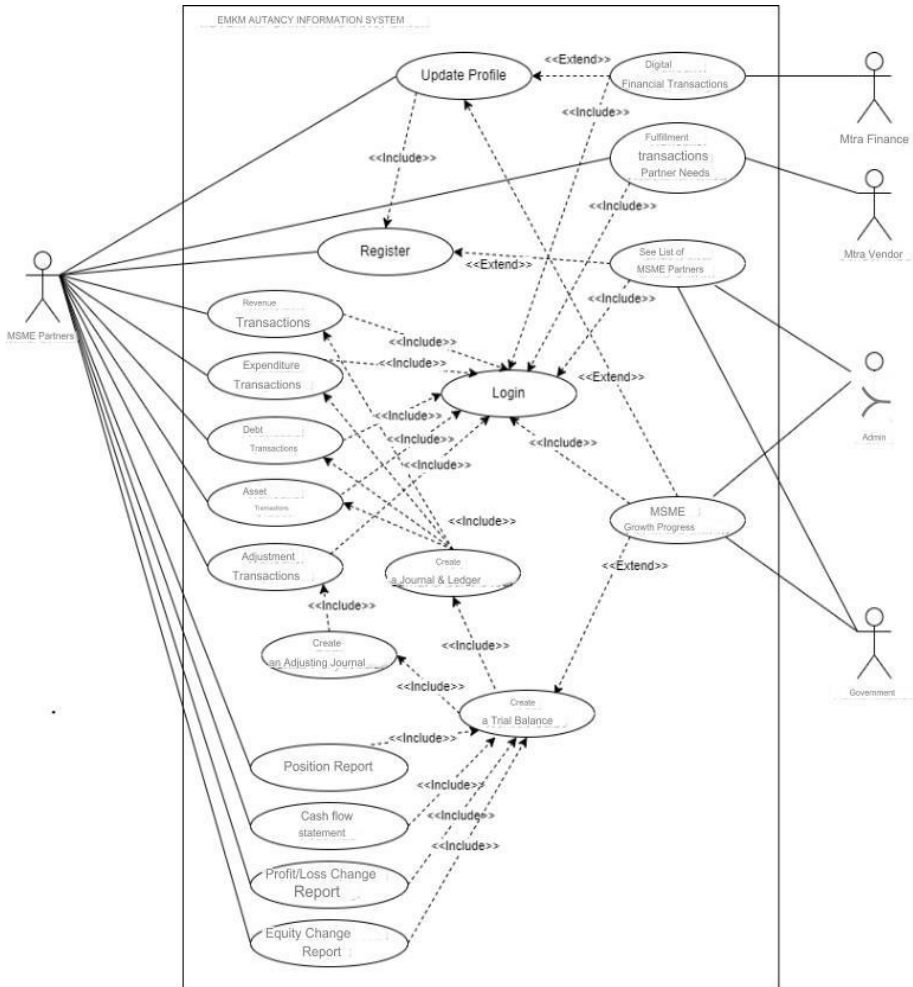 EMKM AUTANCY INFORMATION SYSTEM
<<Extend>>
Digital
Financial Transactions
Update Profile
<<Include>>
Mtra Finance
Fulfillment
transactions
Partner Needs
<<Include>>
<<Include>>
Register
<<Extend>>
See List of
MSME Partners
Mtra Vendor
MSME Partners
Revenue
Transactions
<<Include>>
<<Include>>
Expenditure
Transactions
<<Include>>
Login
<<Extend>>
Debt
Transactions
<<Include>>
<<Include>>
<<Include>>
Admin
<<Include>>
Asset
Transactions
MSME
Growth Progress
<<Include>>
Adjustment
Transactions
Create
a Journal & Ledger
<<Extend>>
<<Include>>
Create
an Adjusting Journal
<<Include>>
<<Include>>
Government
Create
a Trial Balance
<<Include>>
Position Report
Cash flow
statement
<<Include>>
<<Include>>
Profit/Loss Change
Report
Equity Change
Report